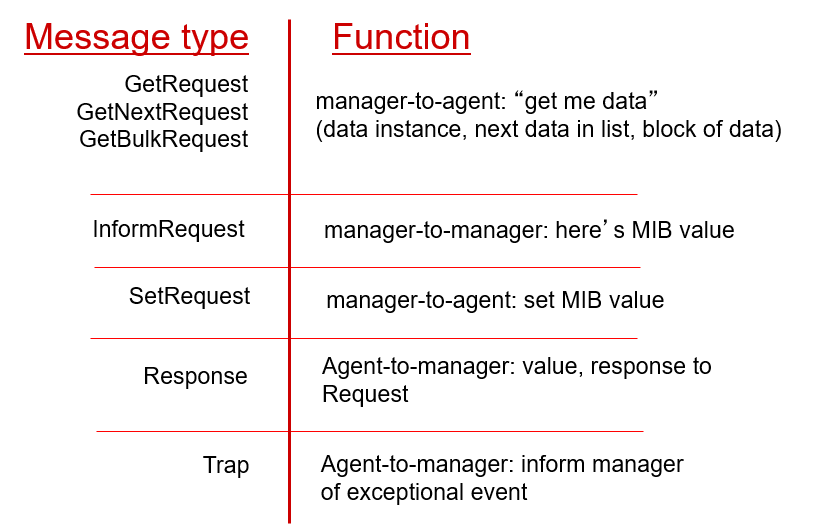 Message type
Function
GetRequest
GetNextRequest
GetBulkRequest
manager-to-agent: “get me data”
(data instance, next data in list, block of data)
InformRequest
manager-to-manager: here’s MIB value
SetRequest
manager-to-agent: set MIB value
Response
Agent-to-manager: value, response to
Request
Trap
Agent-to-manager: inform manager
of exceptional event